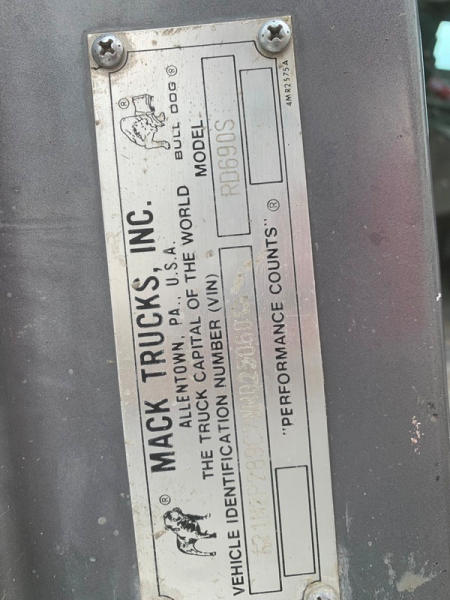 MACK TRUCKS, INC.
ALLENTOWN, PA., U.S.A.
THE TRUCK CAPITAL OF THE WORLD
BULL DOG ®
VEHICLE IDENTIFICATION NUMBER (VIN)
MODEL
RD690S
"PERFORMANCE COUNTS" ®
4MR2575A